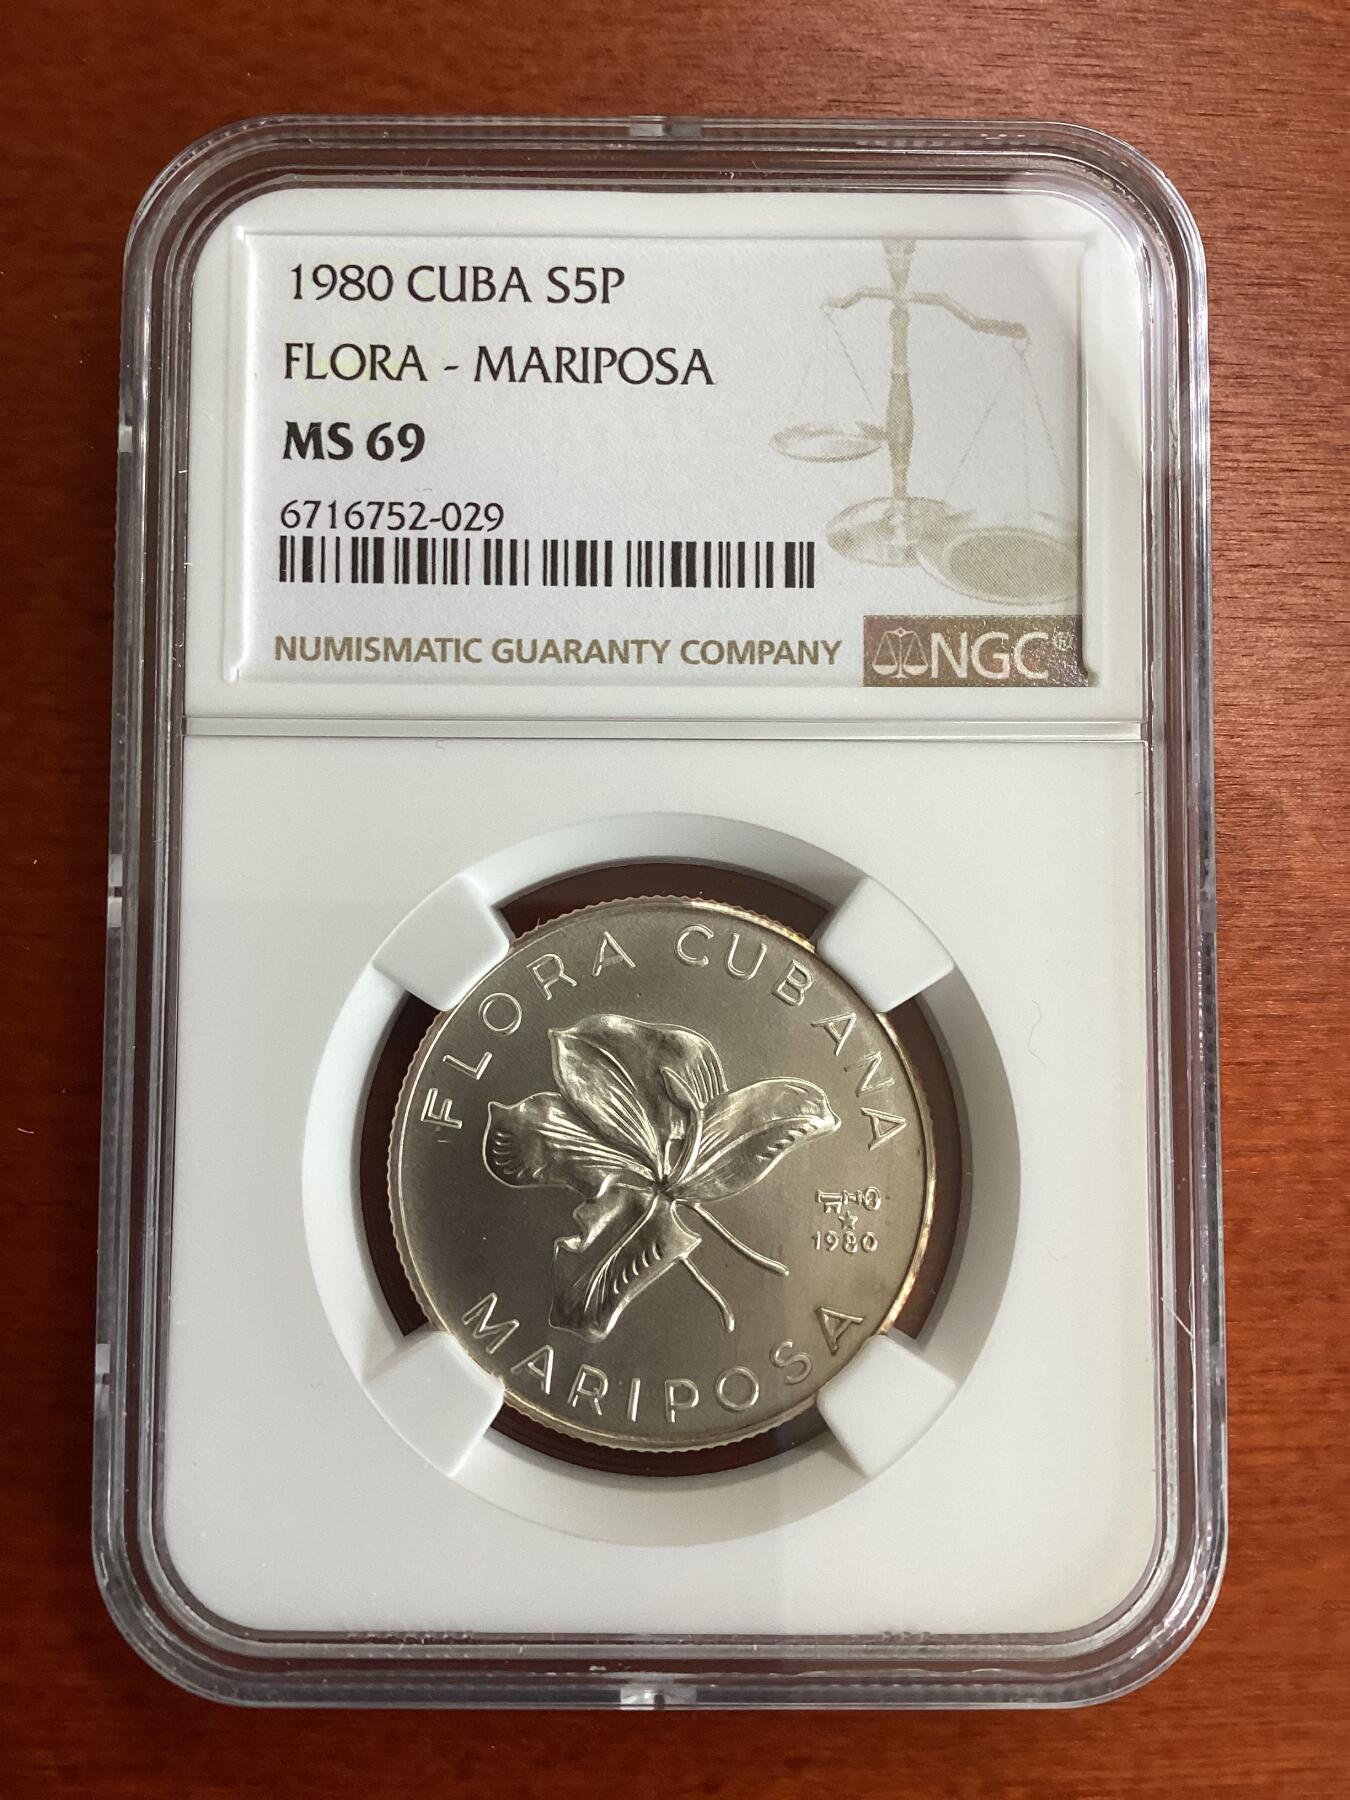 1980 CUBA S5P
FLORA - MARIPOSA
MS 69
6716752-029
NUMISMATIC GUARANTY COMPANY
NGC®
FLORA CUBANA
1980
MARIPOSA